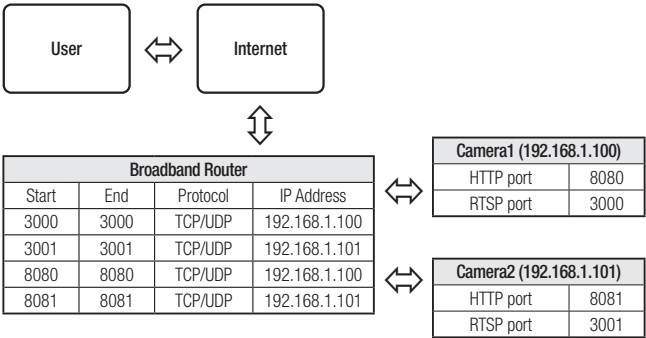 User
Internet
Broadband Router
Start End Protocol IP Address
3000 3000 TCP/UDP 192.168.1.100
3001 3001 TCP/UDP 192.168.1.101
8080 8080 TCP/UDP 192.168.1.100
8081 8081 TCP/UDP 192.168.1.101
Camera1 (192.168.1.100)
HTTP port 8080
RTSP port 3000
Camera2 (192.168.1.101)
HTTP port 8081
RTSP port 3001